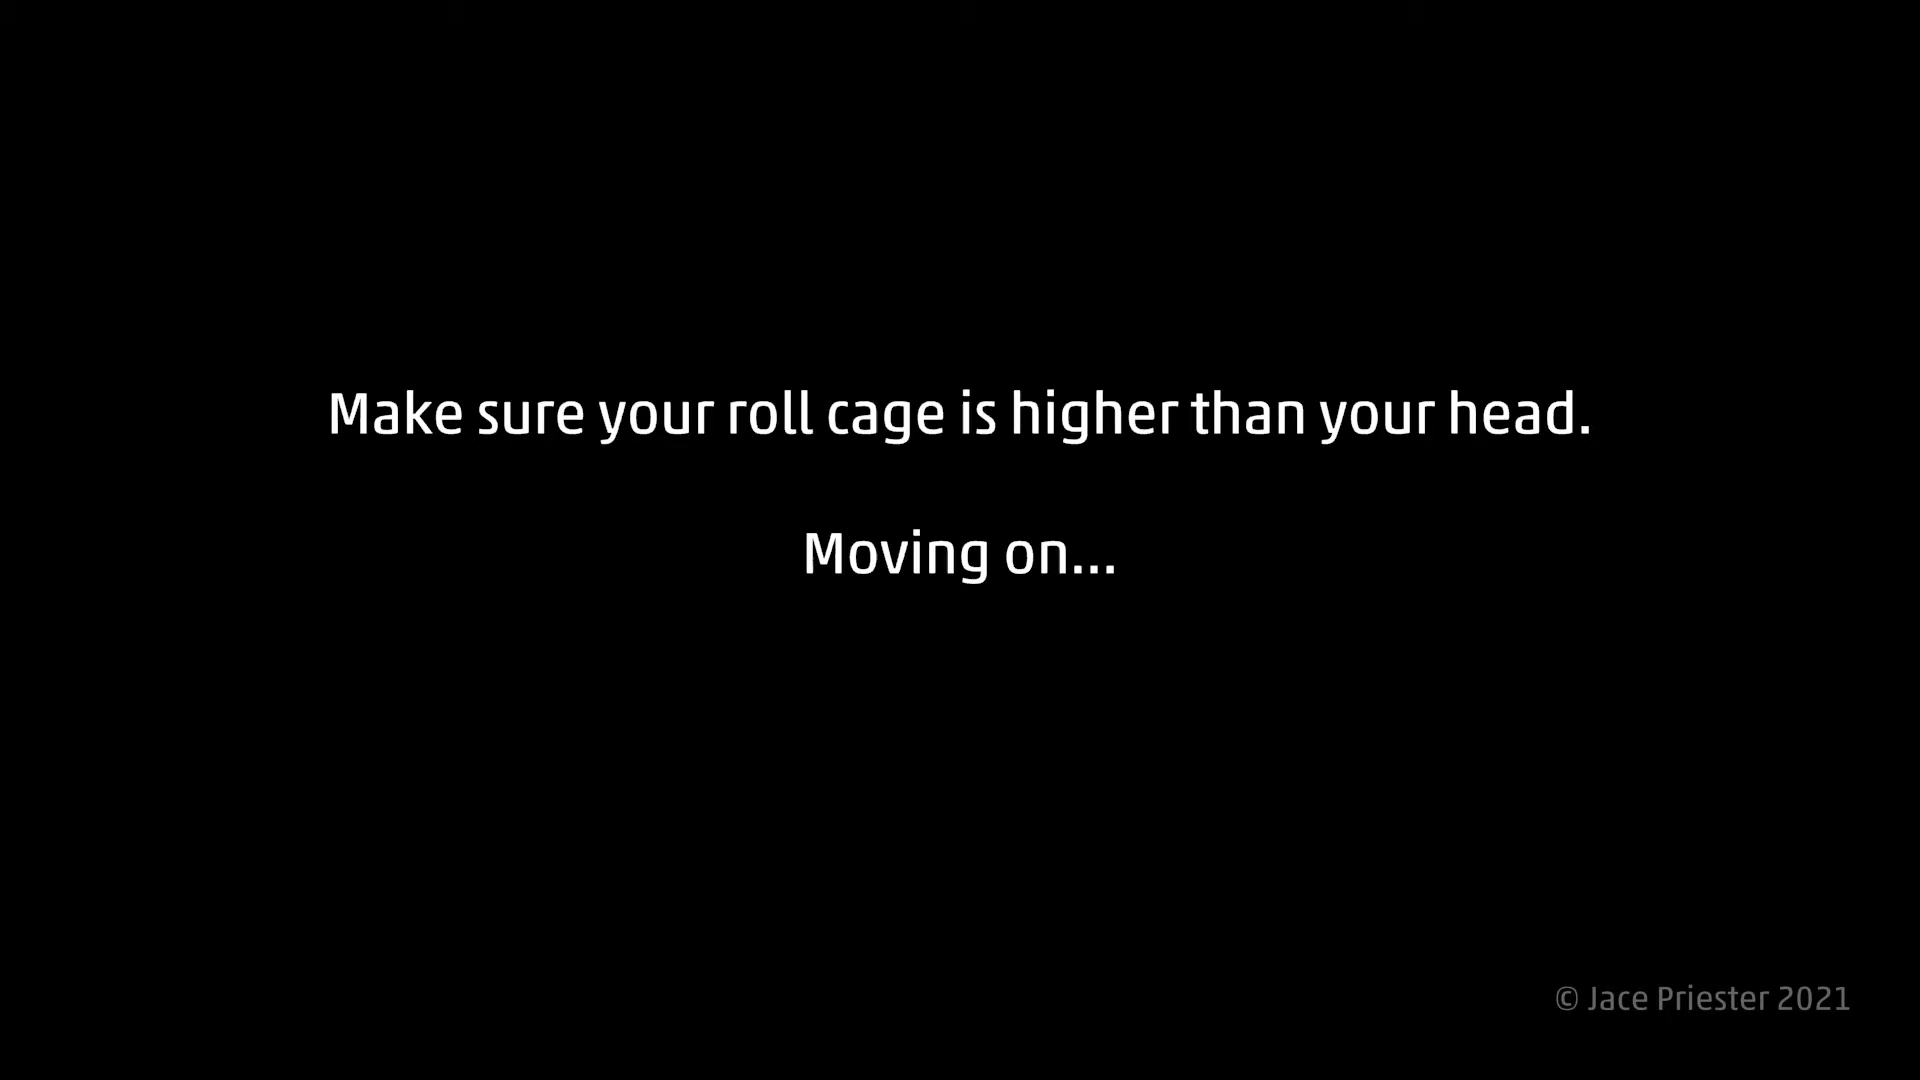 Make sure your roll cage is higher than your head.
Moving on...
© Jace Priester 2021